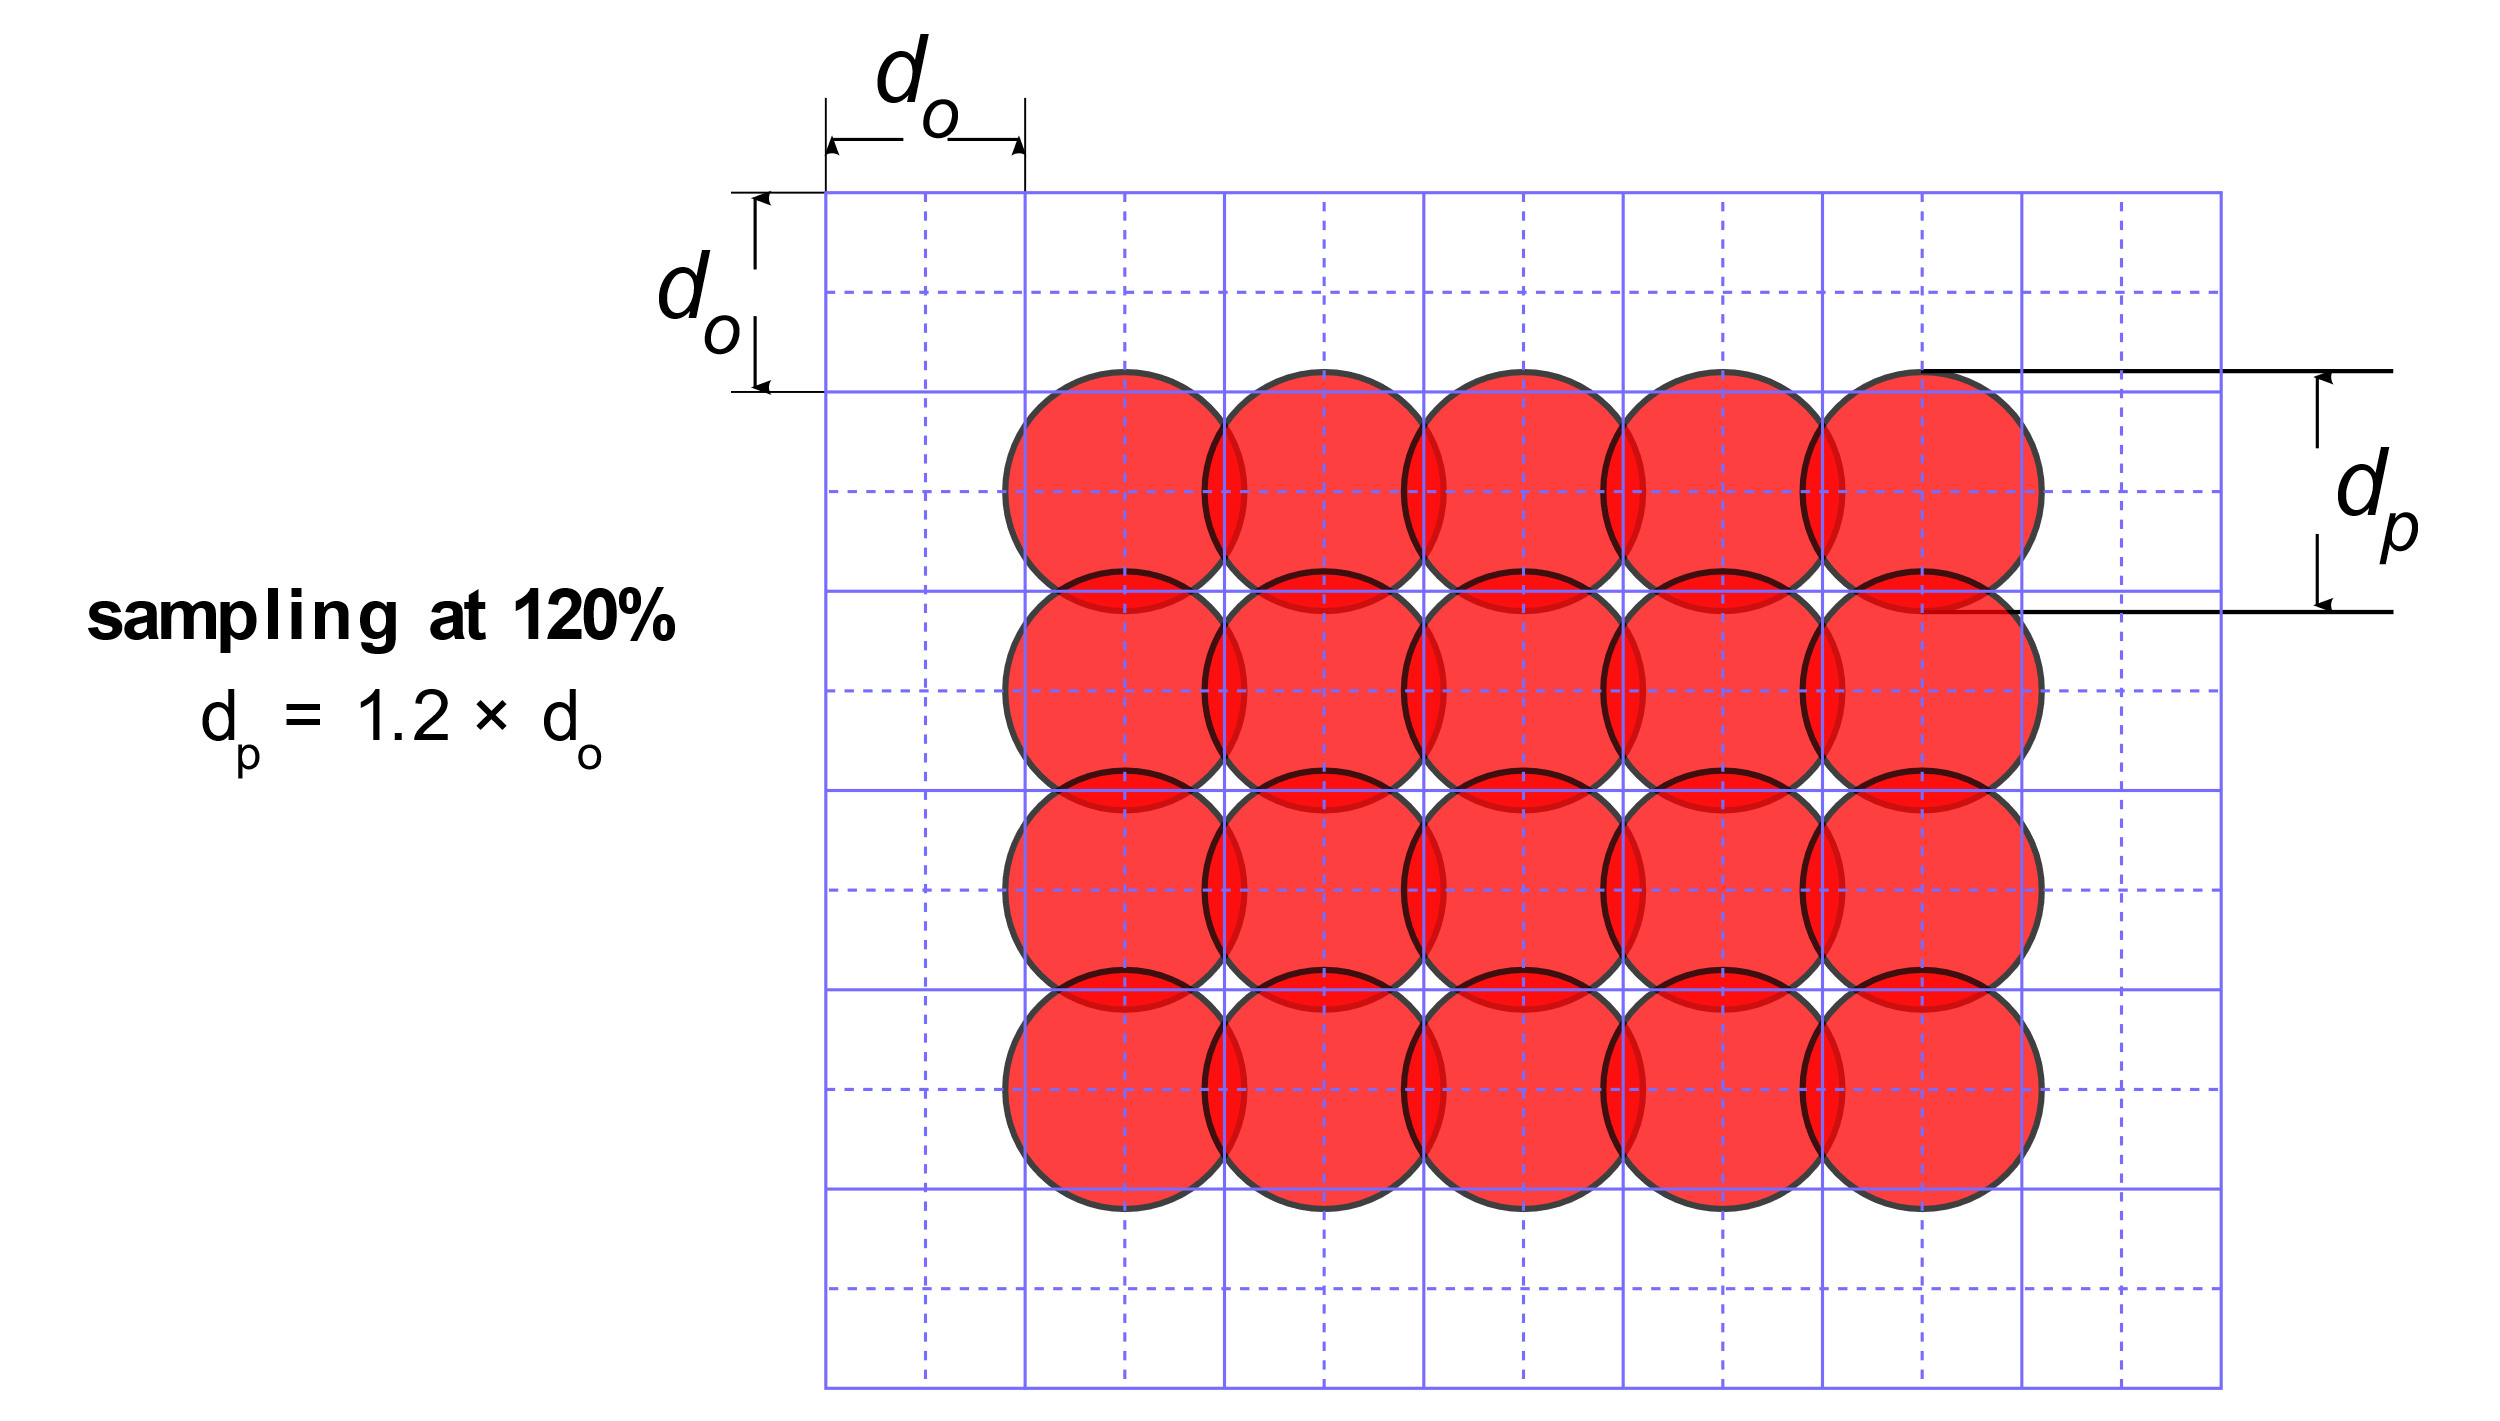 do
do
dp
sampling at 120%
dp = 1.2 × do